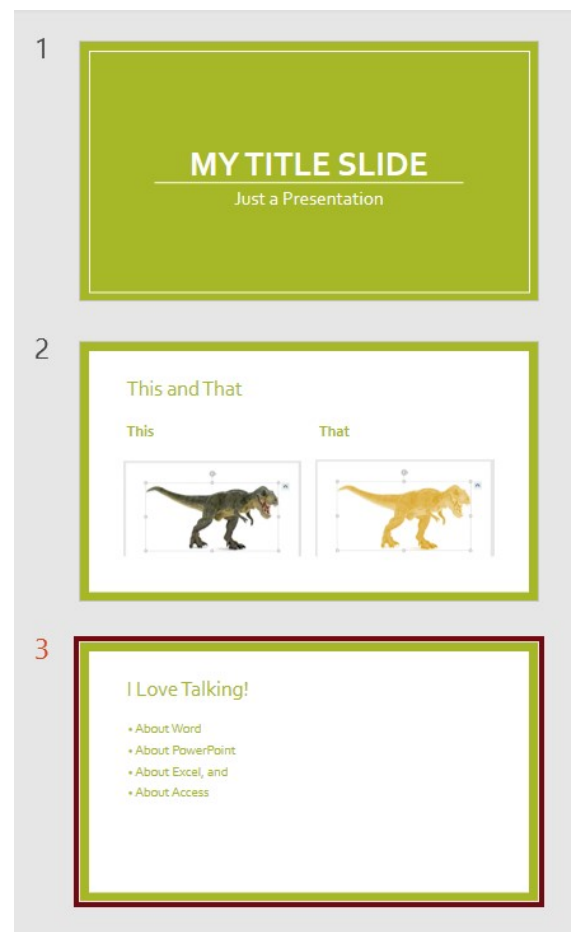 1
MY TITLE SLIDE
Just a Presentation
2
This and That
This That
3
I Love Talking!
• About Word
• About PowerPoint
• About Excel, and
• About Access